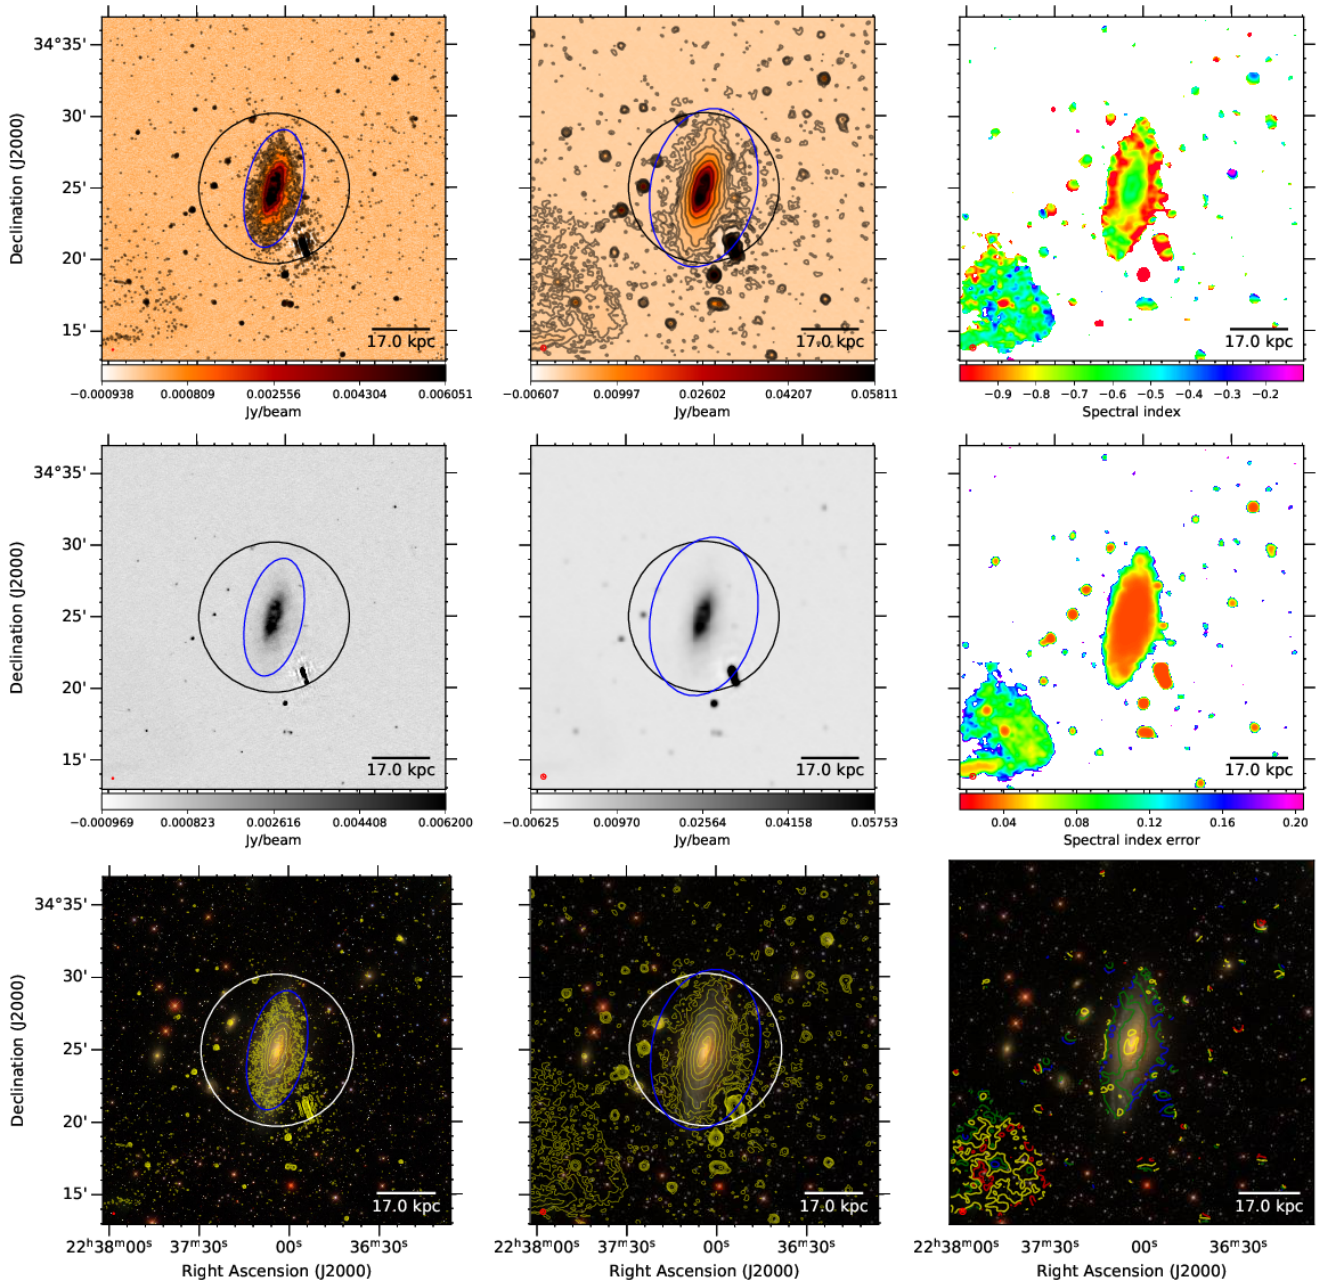 34°35'
30'
25'
20'
15'
Declination (J2000)
17.0 kpc
17.0 kpc
17.0 kpc
−0.000938 0.000809 0.002556 0.004304 0.006051
Jy/beam
−0.00607 0.00997 0.02602 0.04207 0.05811
Jy/beam
−0.9 −0.8 −0.7 −0.6 −0.5 −0.4 −0.3 −0.2
Spectral index
34°35'
30'
25'
20'
15'
Declination (J2000)
17.0 kpc
17.0 kpc
17.0 kpc
−0.000969 0.000823 0.002616 0.004408 0.006200
Jy/beam
−0.00625 0.00970 0.02564 0.04158 0.05753
Jy/beam
0.04 0.08 0.12 0.16 0.20
Spectral index error
34°35'
30'
25'
20'
15'
Declination (J2000)
17.0 kpc
17.0 kpc
17.0 kpc
22ʰ38ᵐ00ˢ 37ᵐ30ˢ 00ˢ 36ᵐ30ˢ
Right Ascension (J2000)
22ʰ38ᵐ00ˢ 37ᵐ30ˢ 00ˢ 36ᵐ30ˢ
Right Ascension (J2000)
22ʰ38ᵐ00ˢ 37ᵐ30ˢ 00ˢ 36ᵐ30ˢ
Right Ascension (J2000)